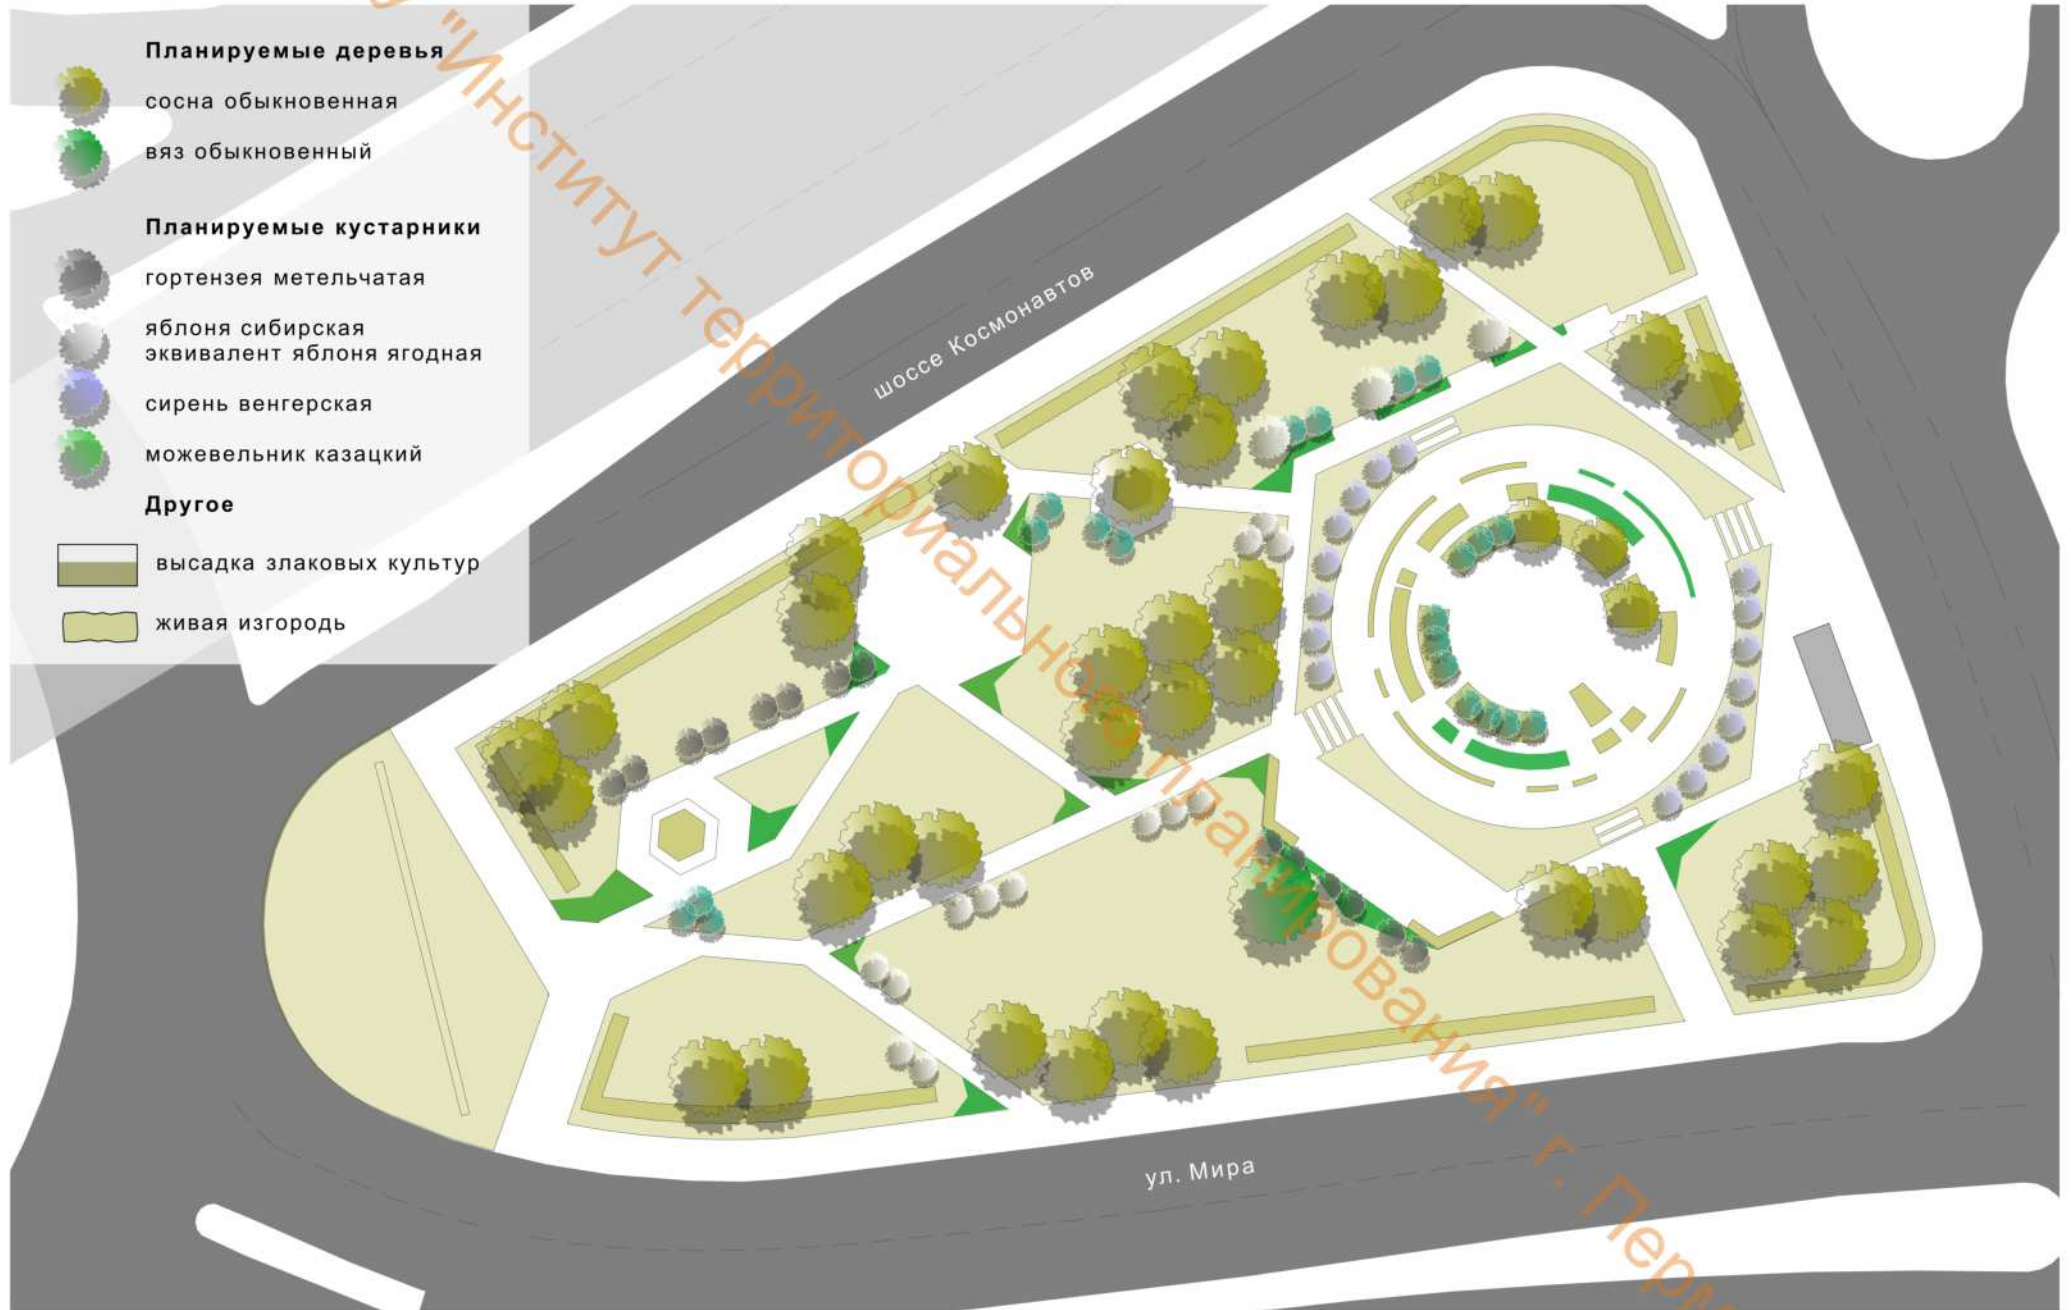 Планируемые деревья
сосна обыкновенная
вяз обыкновенный
Планируемые кустарники
гортензея метельчатая
яблоня сибирская
эквивалент яблоня ягодная
сирень венгерская
можевельник казацкий
Другое
высадка злаковых культур
живая изгородь
шоссе Космонавтов
ул. Мира
У "Институт территориального планирования" г. Перм